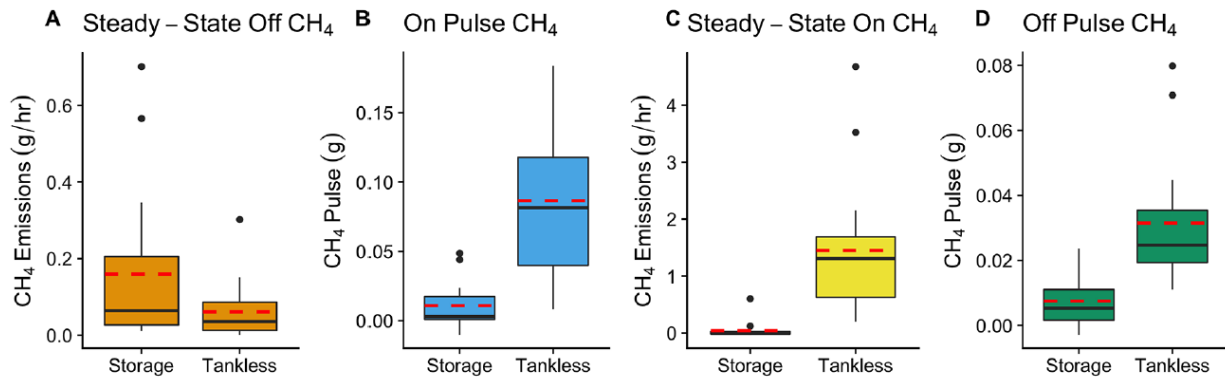 A Steady – State Off CH₄
CH₄ Emissions (g/hr)
0.6
0.4
0.2
0.0
Storage Tankless
B On Pulse CH₄
CH₄ Pulse (g)
0.15
0.10
0.05
0.00
Storage Tankless
C Steady – State On CH₄
CH₄ Emissions (g/hr)
4
3
2
1
0
Storage Tankless
D Off Pulse CH₄
CH₄ Pulse (g)
0.08
0.06
0.04
0.02
0.00
Storage Tankless